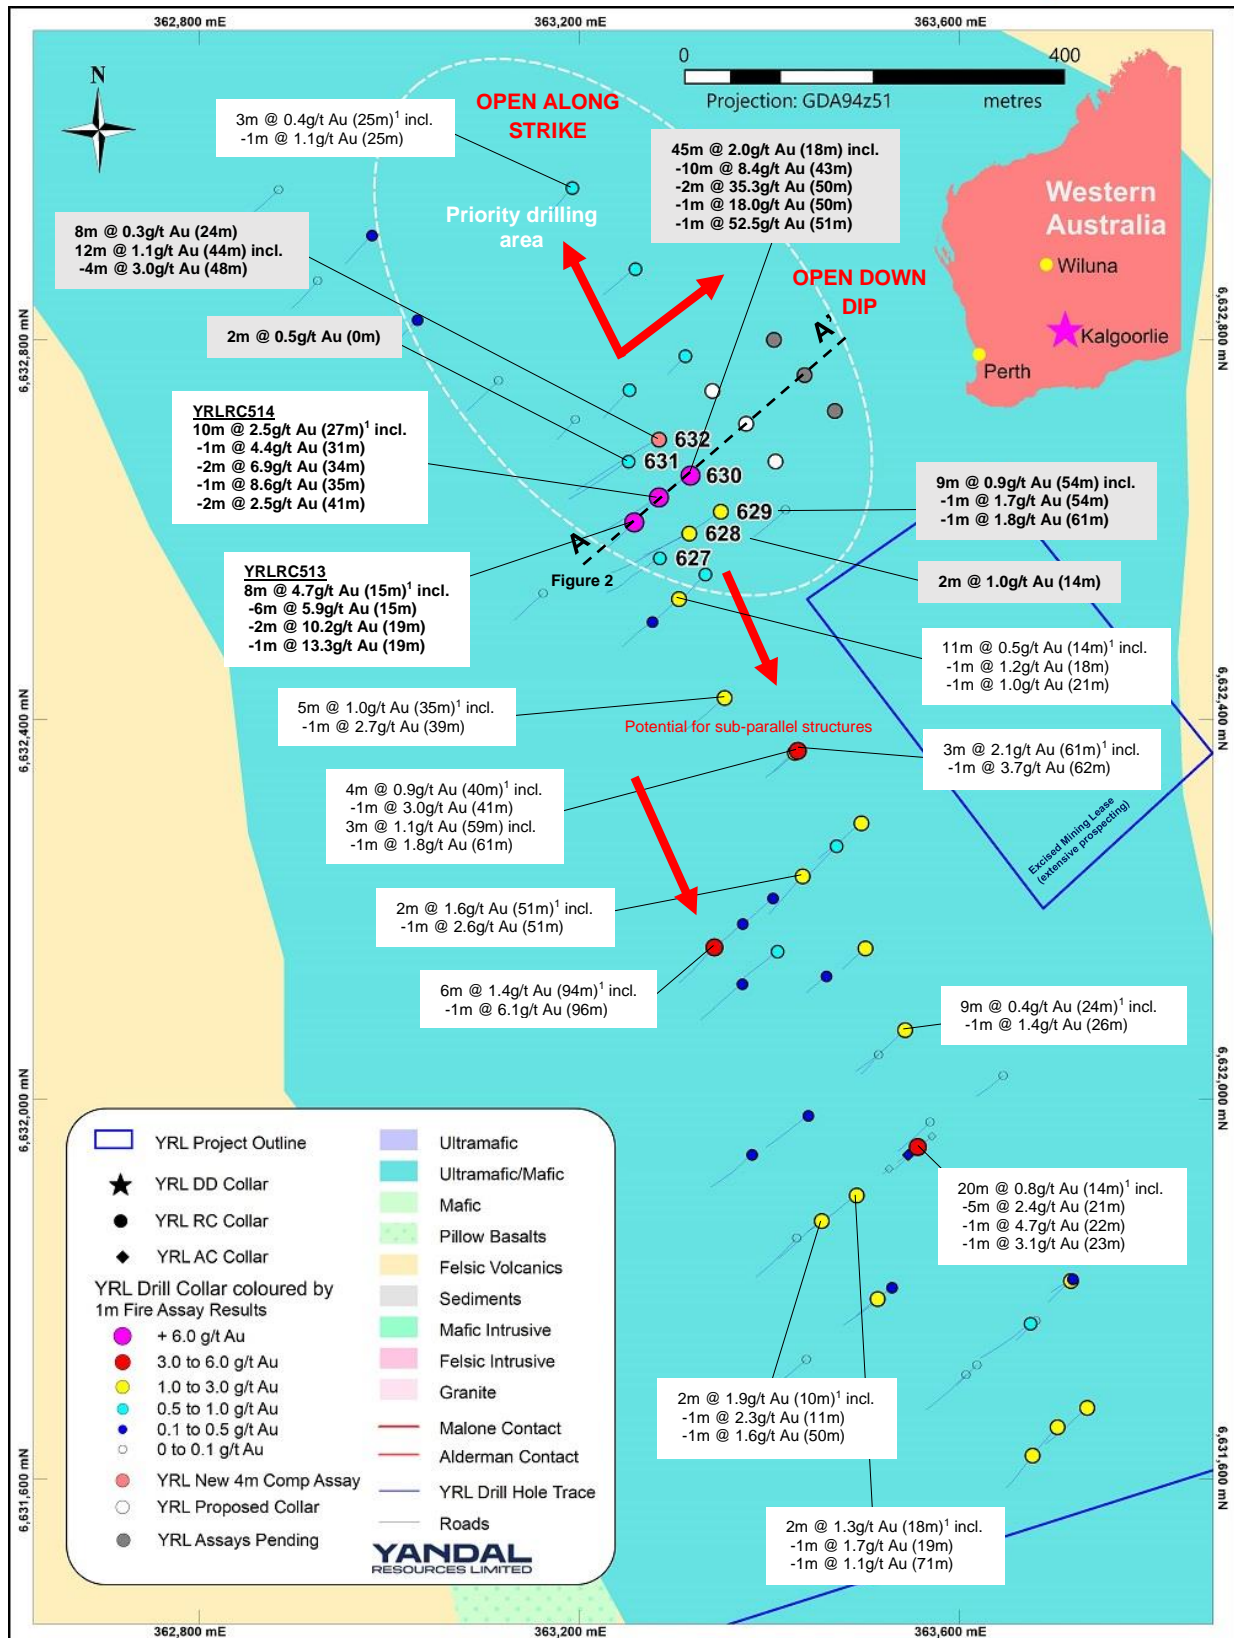 362,800 mE
363,200 mE
363,600 mE
N
0
400
Projection: GDA94z51
metres
OPEN ALONG
STRIKE
3m @ 0.4g/t Au (25m)1 incl.
-1m @ 1.1g/t Au (25m)
45m @ 2.0g/t Au (18m) incl.
-10m @ 8.4g/t Au (43m)
-2m @ 35.3g/t Au (50m)
-1m @ 18.0g/t Au (50m)
-1m @ 52.5g/t Au (51m)
Western
Australia
Wiluna
Kalgoorlie
Perth
Priority drilling
area
8m @ 0.3g/t Au (24m)
12m @ 1.1g/t Au (44m) incl.
-4m @ 3.0g/t Au (48m)
OPEN DOWN
DIP
6,632,800 mN
6,632,800 mN
2m @ 0.5g/t Au (0m)
A'
YRLRC514
10m @ 2.5g/t Au (27m)1 incl.
-1m @ 4.4g/t Au (31m)
-2m @ 6.9g/t Au (34m)
-1m @ 8.6g/t Au (35m)
-2m @ 2.5g/t Au (41m)
632
631
630
629
628
627
9m @ 0.9g/t Au (54m) incl.
-1m @ 1.7g/t Au (54m)
-1m @ 1.8g/t Au (61m)
A
Figure 2
2m @ 1.0g/t Au (14m)
YRLRC513
8m @ 4.7g/t Au (15m)1 incl.
-6m @ 5.9g/t Au (15m)
-2m @ 10.2g/t Au (19m)
-1m @ 13.3g/t Au (19m)
11m @ 0.5g/t Au (14m)1 incl.
-1m @ 1.2g/t Au (18m)
-1m @ 1.0g/t Au (21m)
5m @ 1.0g/t Au (35m)1 incl.
-1m @ 2.7g/t Au (39m)
6,632,400 mN
6,632,400 mN
Potential for sub-parallel structures
3m @ 2.1g/t Au (61m)1 incl.
-1m @ 3.7g/t Au (62m)
4m @ 0.9g/t Au (40m)1 incl.
-1m @ 3.0g/t Au (41m)
3m @ 1.1g/t Au (59m) incl.
-1m @ 1.8g/t Au (61m)
Excised Mining Lease
(extensive prospecting)
2m @ 1.6g/t Au (51m)1 incl.
-1m @ 2.6g/t Au (51m)
6m @ 1.4g/t Au (94m)1 incl.
-1m @ 6.1g/t Au (96m)
9m @ 0.4g/t Au (24m)1 incl.
-1m @ 1.4g/t Au (26m)
6,632,000 mN
6,632,000 mN
20m @ 0.8g/t Au (14m)1 incl.
-5m @ 2.4g/t Au (21m)
-1m @ 4.7g/t Au (22m)
-1m @ 3.1g/t Au (23m)
2m @ 1.9g/t Au (10m)1 incl.
-1m @ 2.3g/t Au (11m)
-1m @ 1.6g/t Au (50m)
2m @ 1.3g/t Au (18m)1 incl.
-1m @ 1.7g/t Au (19m)
-1m @ 1.1g/t Au (71m)
6,631,600 mN
6,631,600 mN
YRL Project Outline
YRL DD Collar
YRL RC Collar
YRL AC Collar
YRL Drill Collar coloured by
1m Fire Assay Results
+ 6.0 g/t Au
3.0 to 6.0 g/t Au
1.0 to 3.0 g/t Au
0.5 to 1.0 g/t Au
0.1 to 0.5 g/t Au
0 to 0.1 g/t Au
YRL New 4m Comp Assay
YRL Proposed Collar
YRL Assays Pending
Ultramafic
Ultramafic/Mafic
Mafic
Pillow Basalts
Felsic Volcanics
Sediments
Mafic Intrusive
Felsic Intrusive
Granite
Malone Contact
Alderman Contact
YRL Drill Hole Trace
Roads
YANDAL
RESOURCES LIMITED
362,800 mE
363,200 mE
363,600 mE